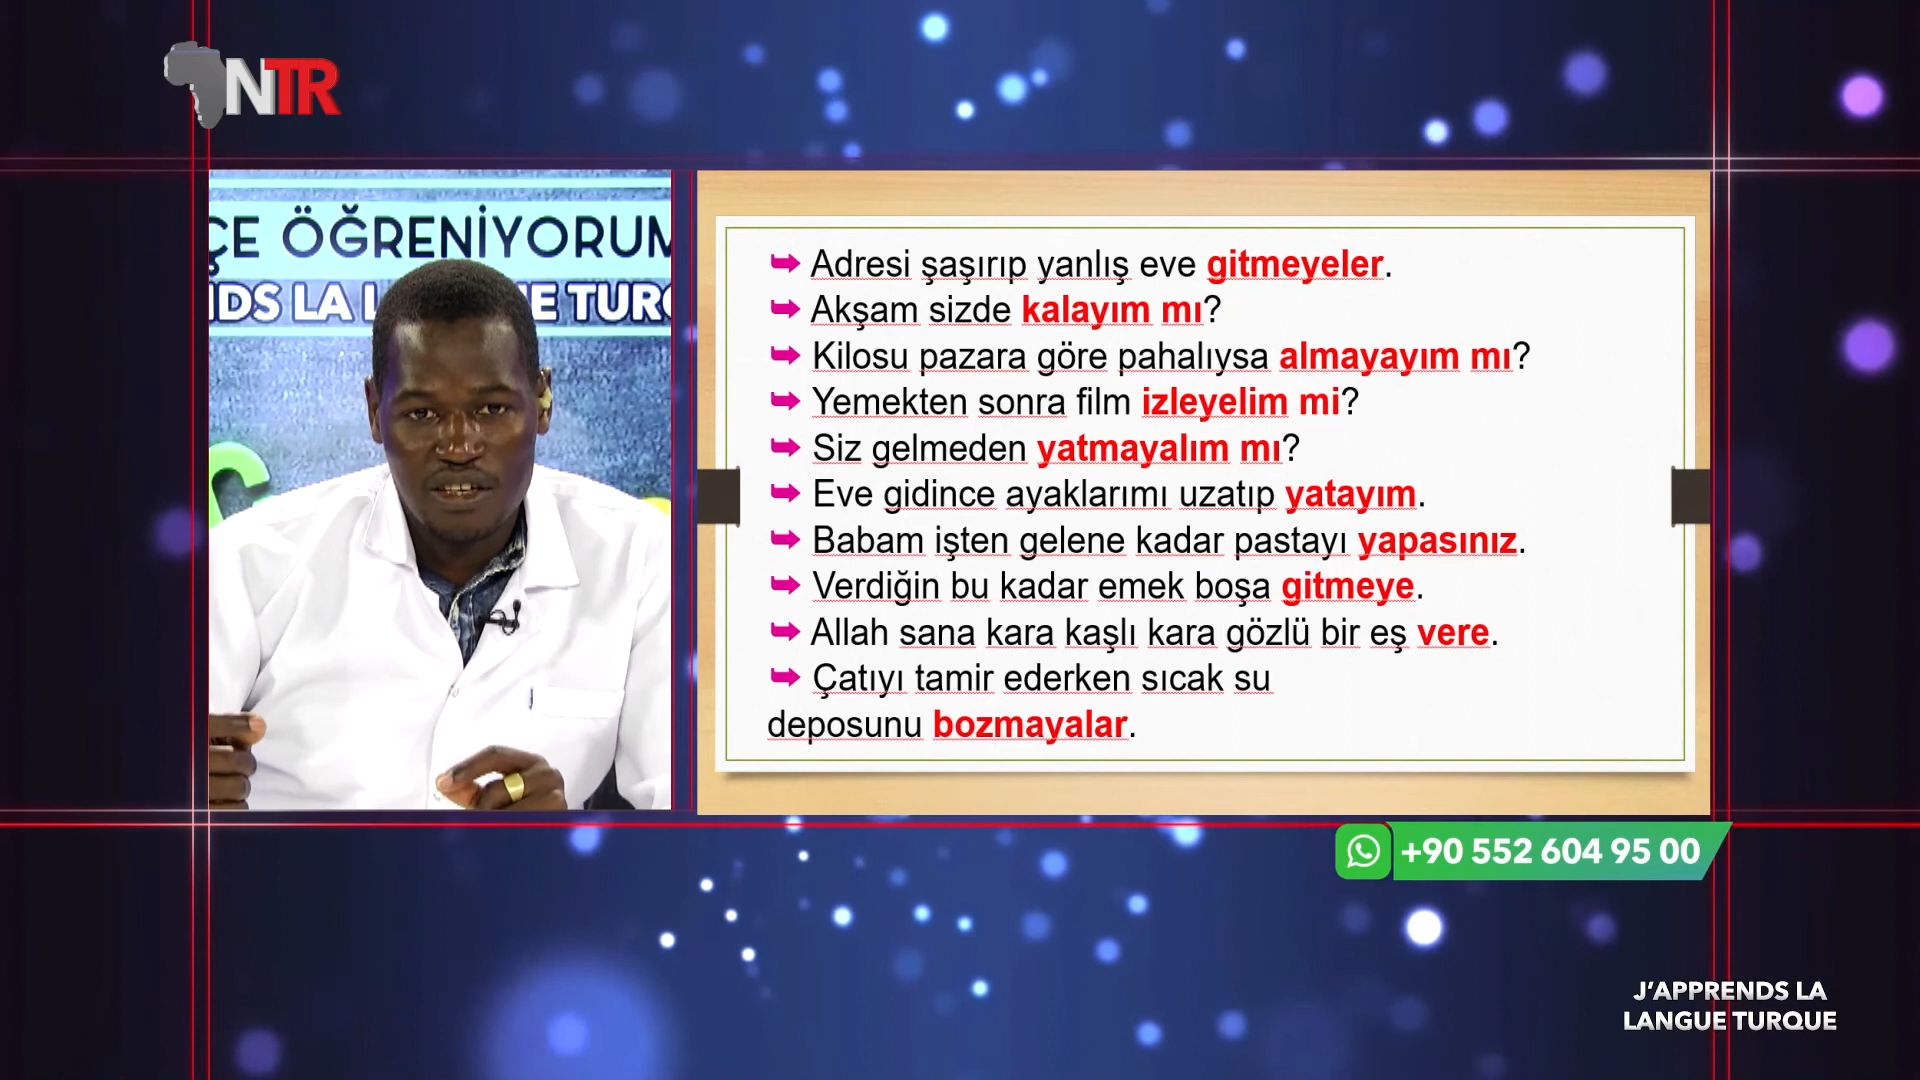 NTR
ÇE ÖĞRENİYORUM
NDS LA L UE TURQ
➥ Adresi şaşırıp yanlış eve gitmeyeler.
➥ Akşam sizde kalayım mı?
➥ Kilosu pazara göre pahalıysa almayayım mı?
➥ Yemekten sonra film izleyelim mi?
➥ Siz gelmeden yatmayalım mı?
➥ Eve gidince ayaklarımı uzatıp yatayım.
➥ Babam işten gelene kadar pastayı yapasınız.
➥ Verdiğin bu kadar emek boşa gitmeye.
➥ Allah sana kara kaşlı kara gözlü bir eş vere.
➥ Çatıyı tamir ederken sıcak su
deposunu bozmayalar.
+90 552 604 95 00
J'APPRENDS LA
LANGUE TURQUE